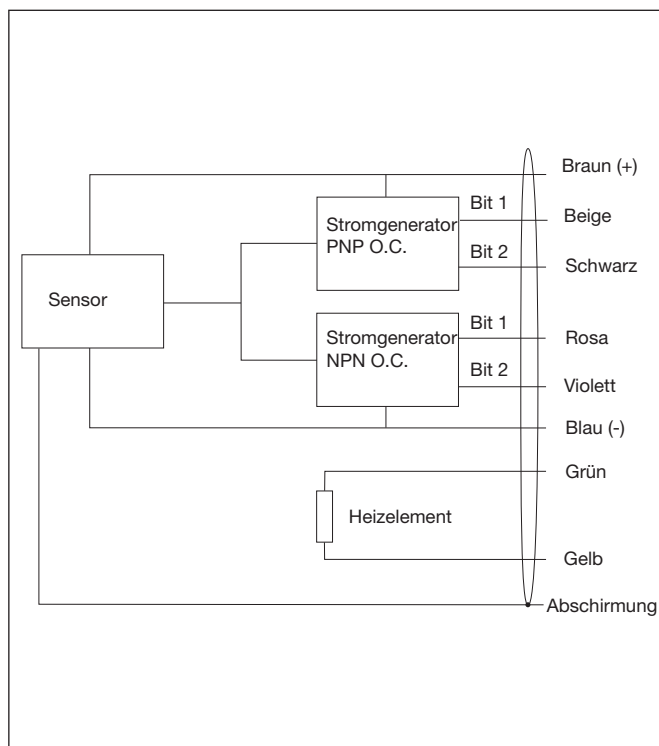 Braun (+)
Bit 1
Beige
Stromgenerator
PNP O.C.
Bit 2
Schwarz
Sensor
Bit 1
Stromgenerator
NPN O.C.
Rosa
Bit 2
Violett
Blau (-)
Grün
Heizelement
Gelb
Abschirmung